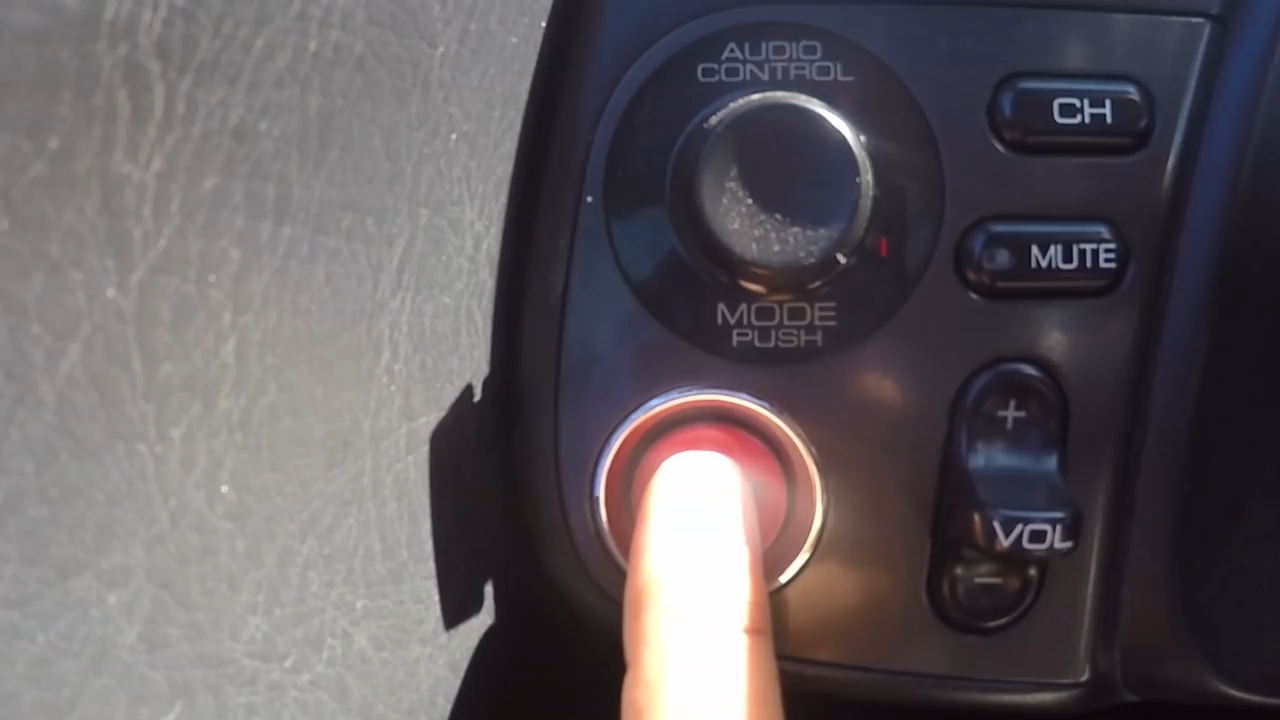 AUDIO
CONTROL
MODE
PUSH
CH
MUTE
+
VOL
−